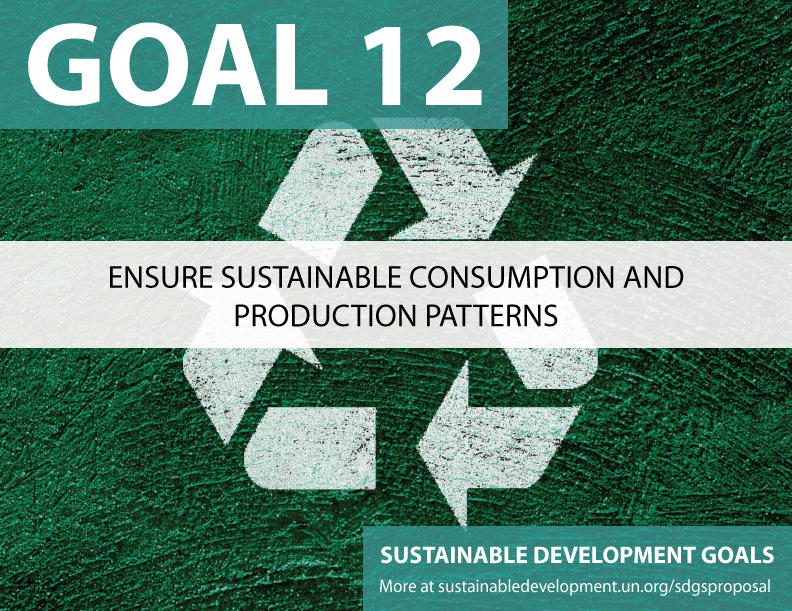 GOAL 12
ENSURE SUSTAINABLE CONSUMPTION AND
PRODUCTION PATTERNS
SUSTAINABLE DEVELOPMENT GOALS
More at sustainabledevelopment.un.org/sdgsproposal